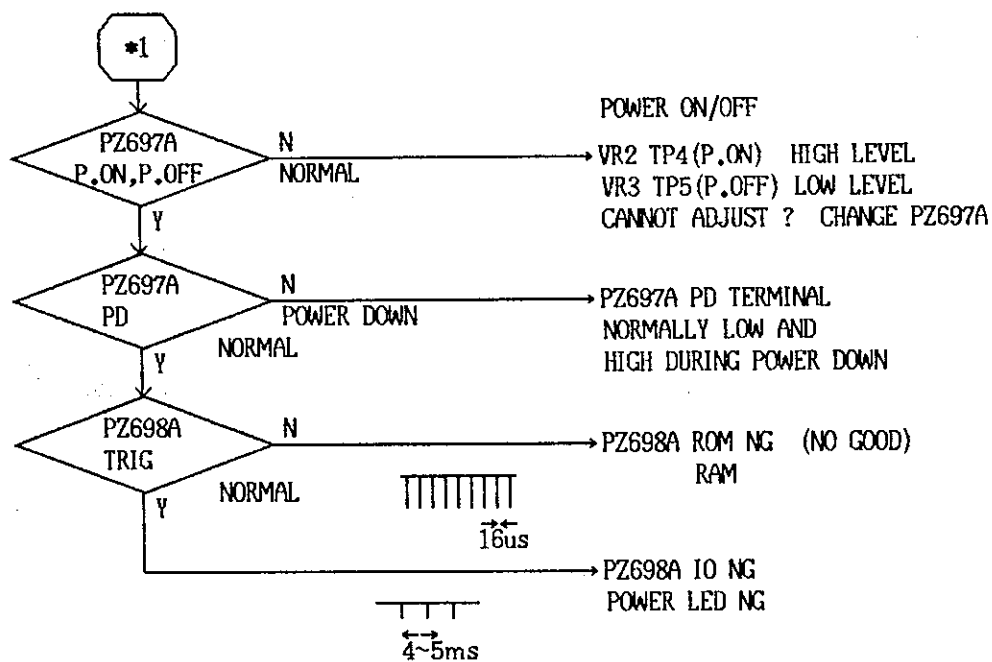 *1
POWER ON/OFF
PZ697A
P.ON,P.OFF
N
NORMAL
VR2 TP4(P.ON) HIGH LEVEL
VR3 TP5(P.OFF) LOW LEVEL
CANNOT ADJUST ? CHANGE PZ697A
Y
PZ697A
PD
N
POWER DOWN
NORMAL
PZ697A PD TERMINAL
NORMALLY LOW AND
HIGH DURING POWER DOWN
Y
PZ698A
TRIG
N
NORMAL
PZ698A ROM NG (NO GOOD)
RAM
Y
16us
PZ698A IO NG
POWER LED NG
4~5ms